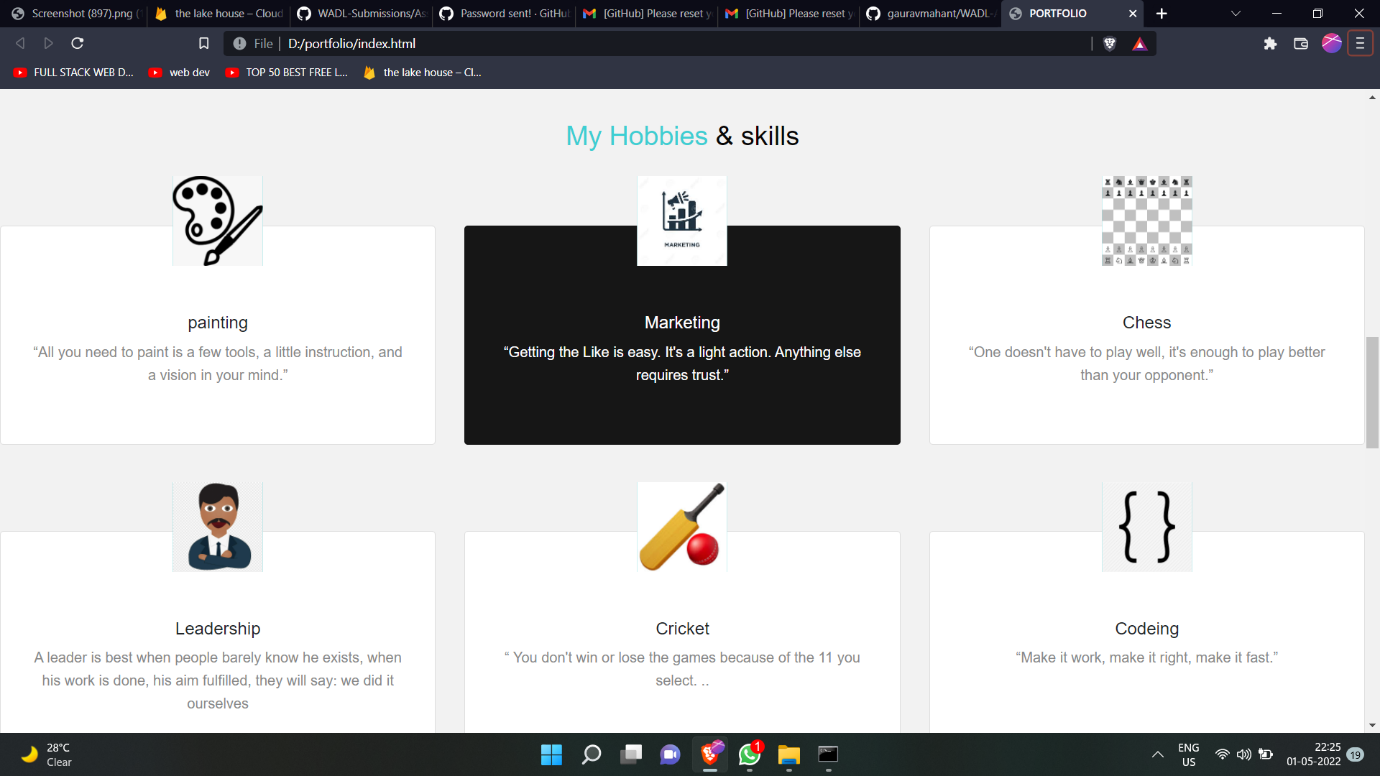 Screenshot (897).png (1
the lake house – Cloud
WADL-Submissions/As
Password sent! · GitHub
[GitHub] Please reset y
[GitHub] Please reset y
gauravmahant/WADL-A
PORTFOLIO
File
D:/portfolio/index.html
FULL STACK WEB D...
web dev
TOP 50 BEST FREE L...
the lake house – Cl...
My Hobbies & skills
MARKETING
painting
“All you need to paint is a few tools, a little instruction, and
a vision in your mind.”
Marketing
“Getting the Like is easy. It's a light action. Anything else
requires trust.”
Chess
“One doesn't have to play well, it's enough to play better
than your opponent.”
Leadership
A leader is best when people barely know he exists, when
his work is done, his aim fulfilled, they will say: we did it
ourselves
Cricket
“ You don't win or lose the games because of the 11 you
select. ..
{ }
Codeing
“Make it work, make it right, make it fast.”
28°C
Clear
1
ENG
US
22:25
01-05-2022
19